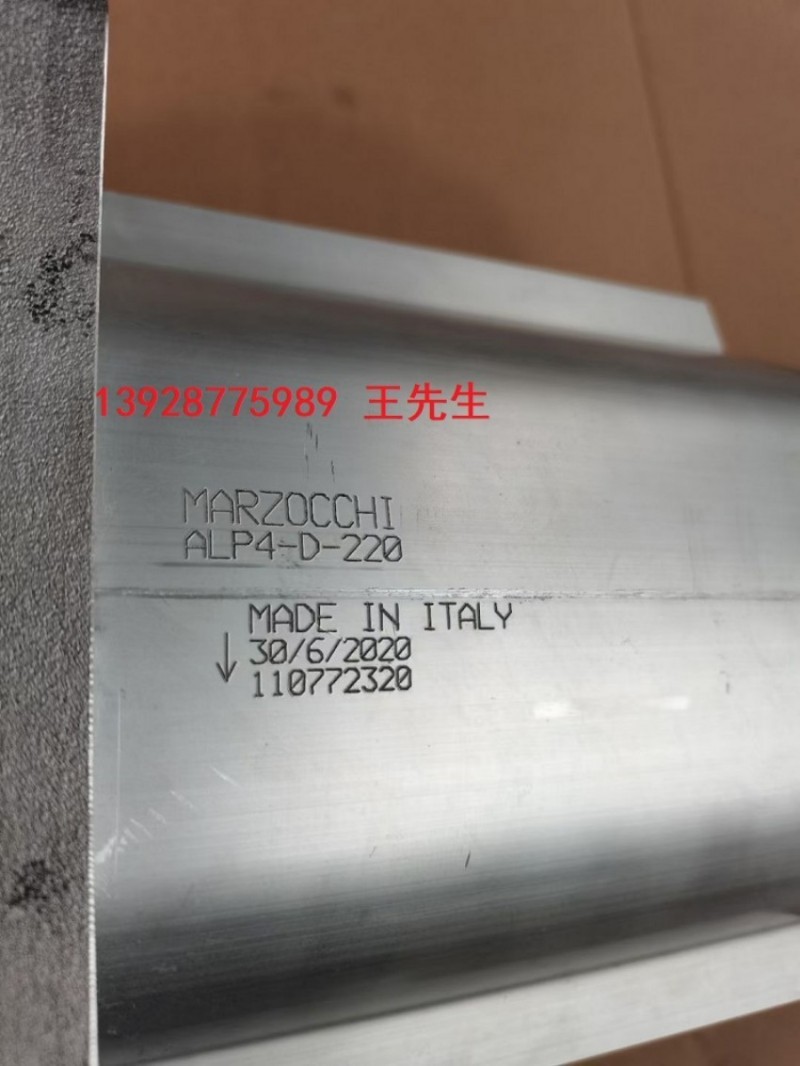 13928775989 王先生
MARZOCCHI
ALP4-D-220
MADE IN ITALY
30/6/2020
110772320